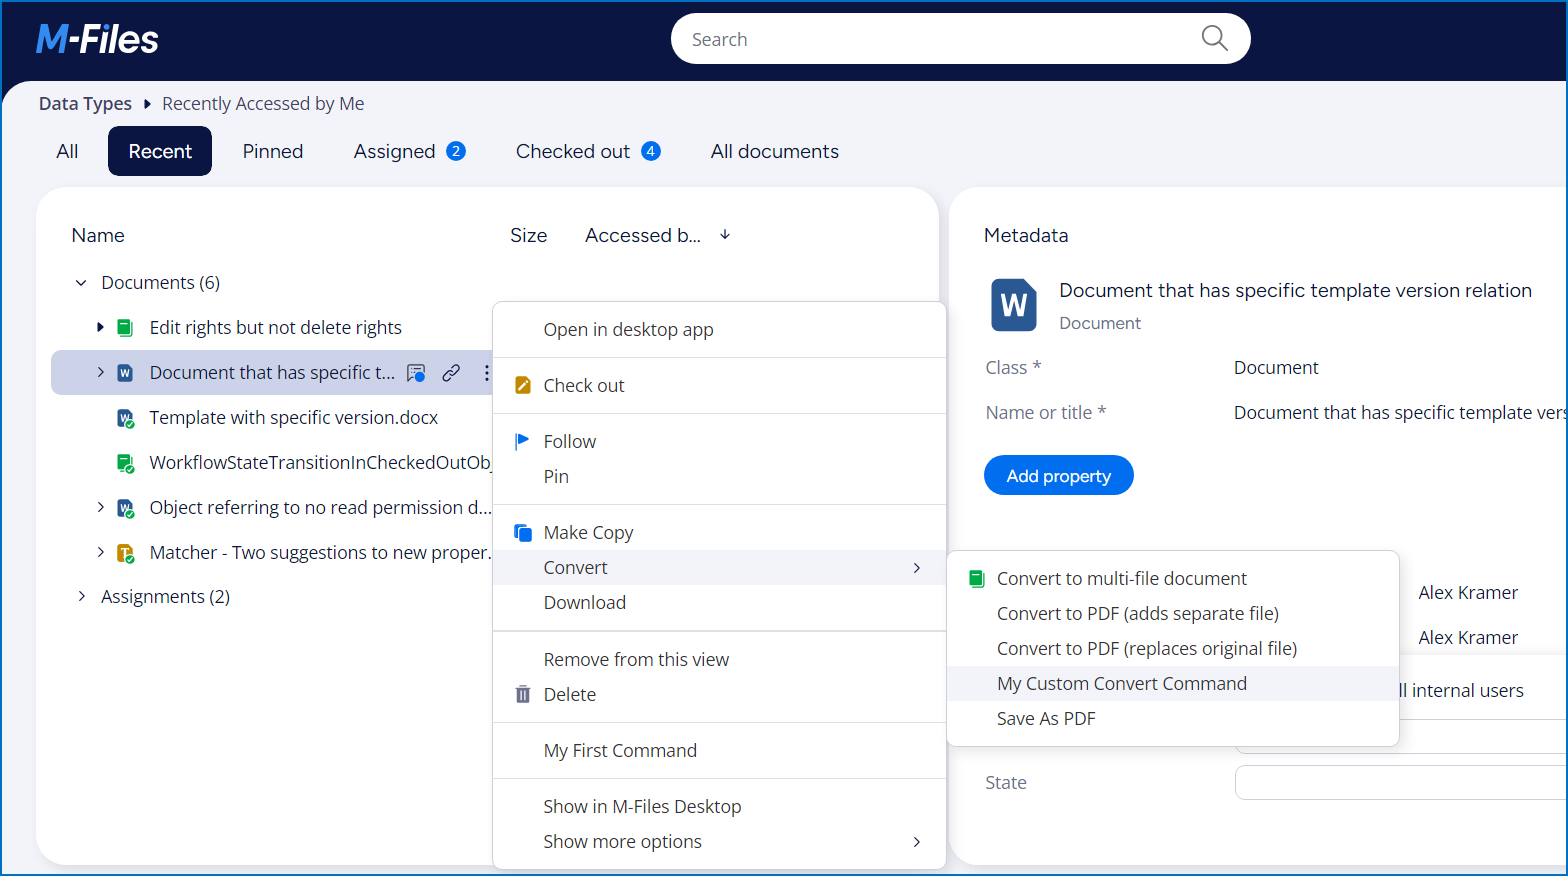 M-Files
Search
Data Types Recently Accessed by Me
All Recent Pinned Assigned 2 Checked out 4 All documents
Name Size Accessed b...
Documents (6)
Edit rights but not delete rights
Document that has specific t...
Template with specific version.docx
WorkflowStateTransitionInCheckedOutObj
Object referring to no read permission d...
Matcher - Two suggestions to new proper.
Assignments (2)
Open in desktop app
Check out
Follow
Pin
Make Copy
Convert
Download
Remove from this view
Delete
My First Command
Show in M-Files Desktop
Show more options
Convert to multi-file document
Convert to PDF (adds separate file)
Convert to PDF (replaces original file)
My Custom Convert Command
Save As PDF
Metadata
W
Document that has specific template version relation
Document
Class * Document
Name or title * Document that has specific template vers
Add property
Alex Kramer
Alex Kramer
ll internal users
State